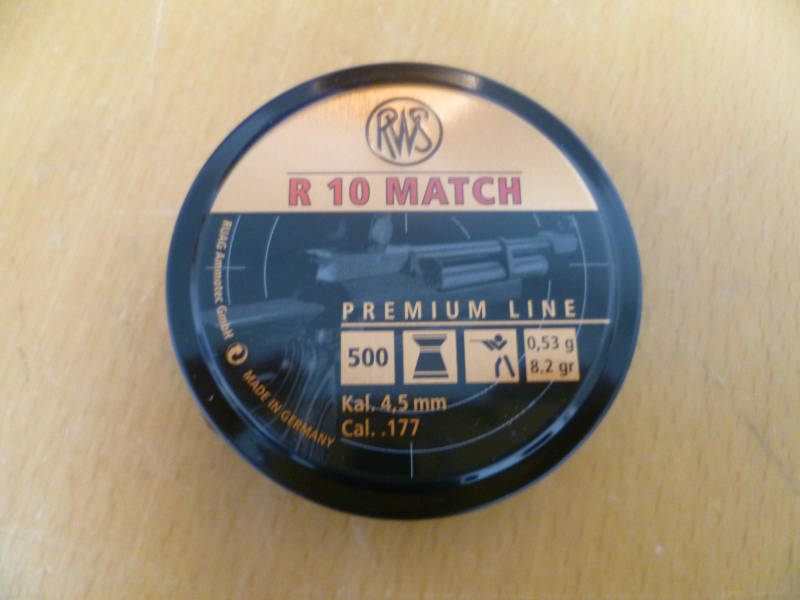 RWS
R 10 MATCH
PREMIUM LINE
500
0,53 g
8.2 gr
Kal. 4,5 mm
Cal. .177
RUAG Ammotec GmbH
MADE IN GERMANY